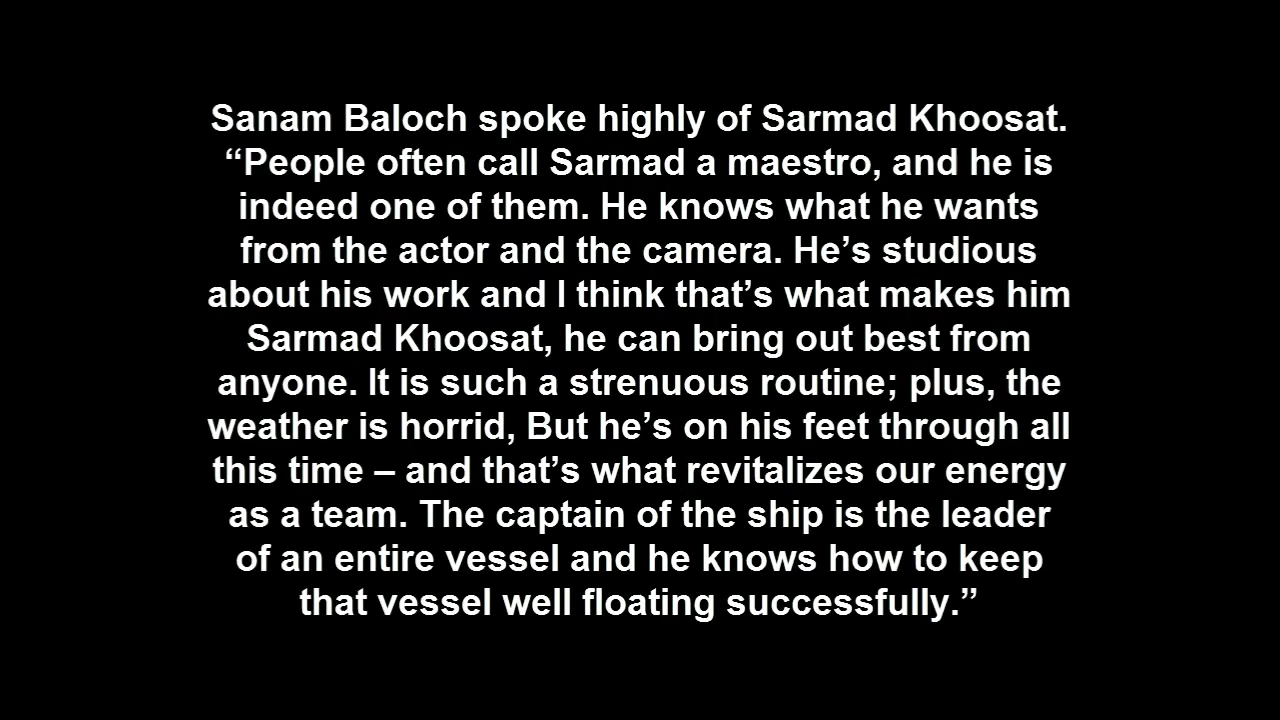 Sanam Baloch spoke highly of Sarmad Khoosat.
“People often call Sarmad a maestro, and he is
indeed one of them. He knows what he wants
from the actor and the camera. He’s studious
about his work and I think that’s what makes him
Sarmad Khoosat, he can bring out best from
anyone. It is such a strenuous routine; plus, the
weather is horrid, But he’s on his feet through all
this time – and that’s what revitalizes our energy
as a team. The captain of the ship is the leader
of an entire vessel and he knows how to keep
that vessel well floating successfully.”